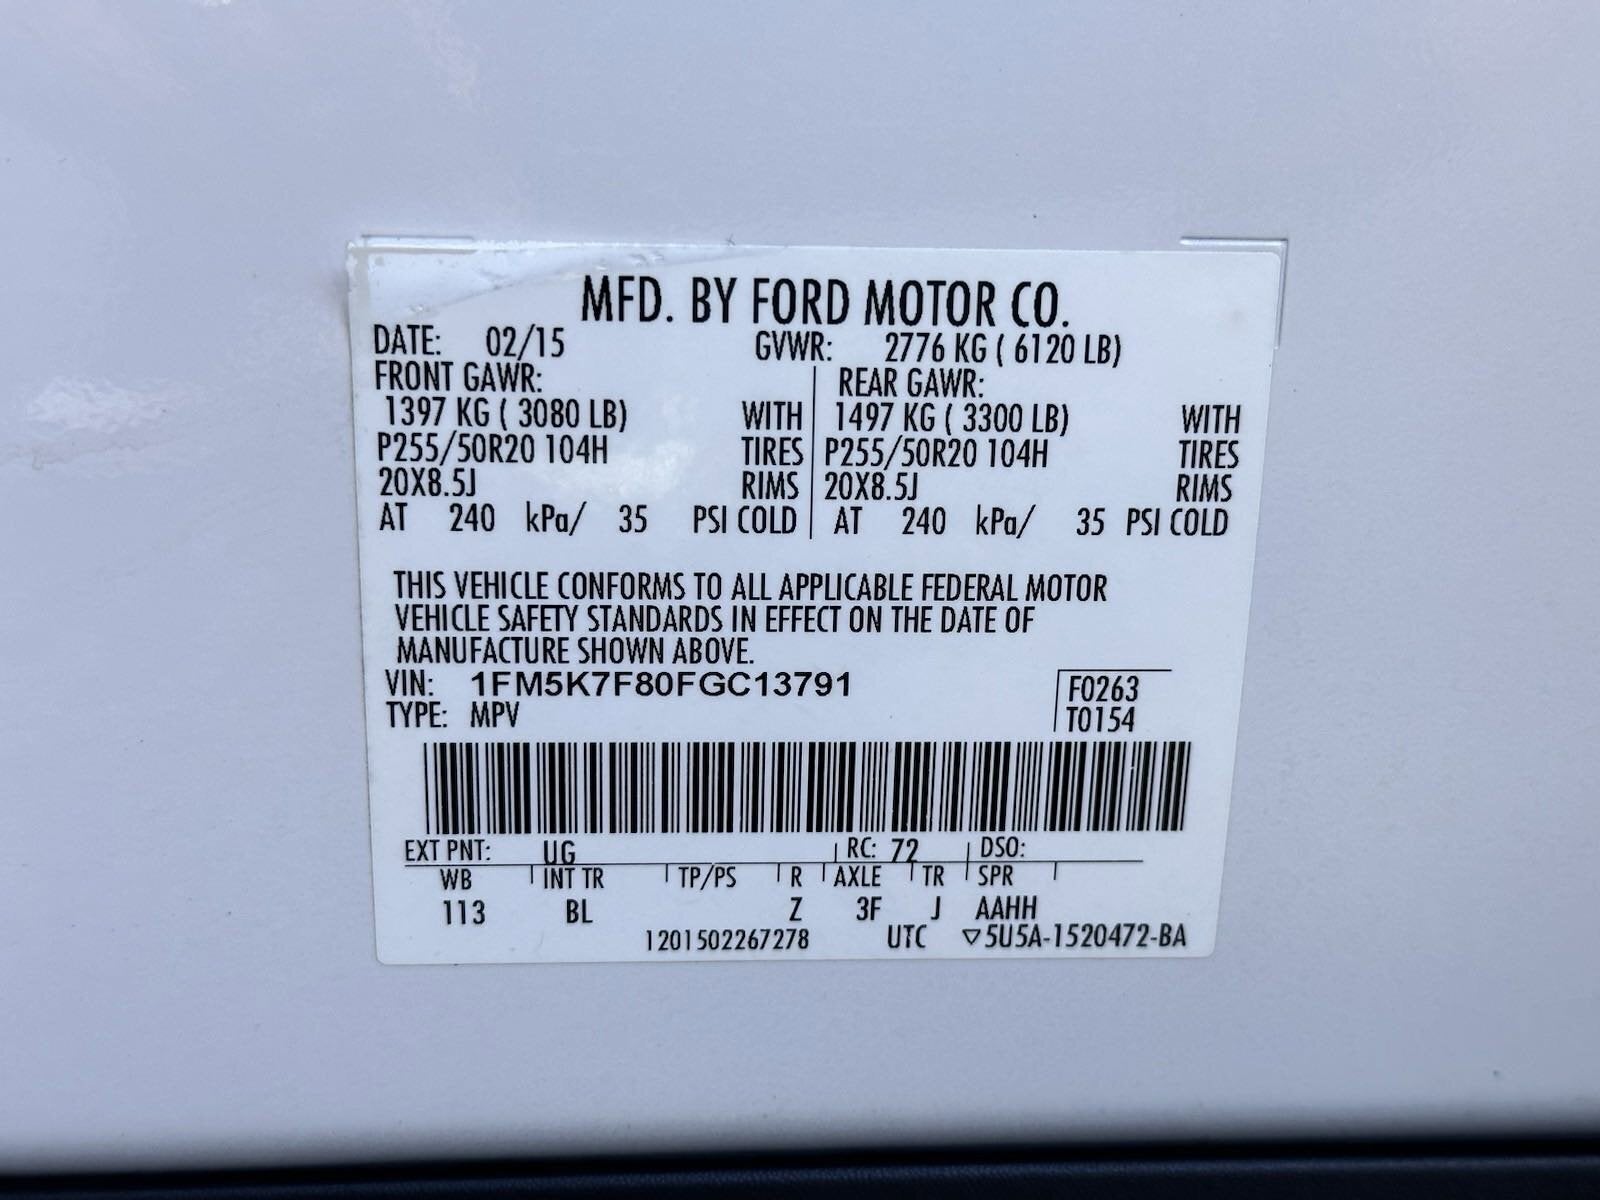 MFD. BY FORD MOTOR CO.
DATE: 02/15 GVWR: 2776 KG ( 6120 LB)
FRONT GAWR: REAR GAWR:
1397 KG ( 3080 LB) WITH 1497 KG ( 3300 LB) WITH
P255/50R20 104H TIRES P255/50R20 104H TIRES
20X8.5J RIMS 20X8.5J RIMS
AT 240 kPa/ 35 PSI COLD AT 240 kPa/ 35 PSI COLD
THIS VEHICLE CONFORMS TO ALL APPLICABLE FEDERAL MOTOR
VEHICLE SAFETY STANDARDS IN EFFECT ON THE DATE OF
MANUFACTURE SHOWN ABOVE.
VIN: 1FM5K7F80FGC13791 F0263
TYPE: MPV T0154
EXT PNT: UG RC: 72 DSO:
WB INT TR TP/PS R AXLE TR SPR
113 BL Z 3F J AAHH
1201502267278 UTC ▽5U5A-1520472-BA